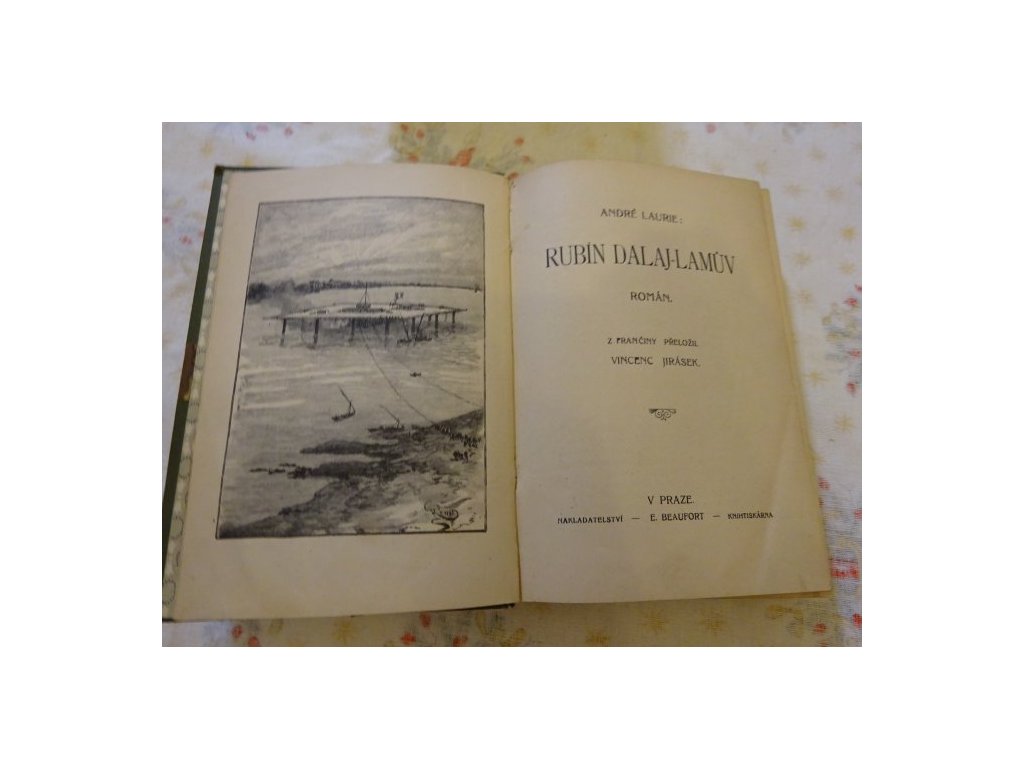 ANDRÉ LAURIE:
RUBÍN DALAJ-LAMŮV
ROMÁN.
Z FRANČINY PŘELOŽIL
VINCENC JIRÁSEK.
V PRAZE.
NAKLADATELSTVÍ — E. BEAUFORT — KNIHTISKÁRNA